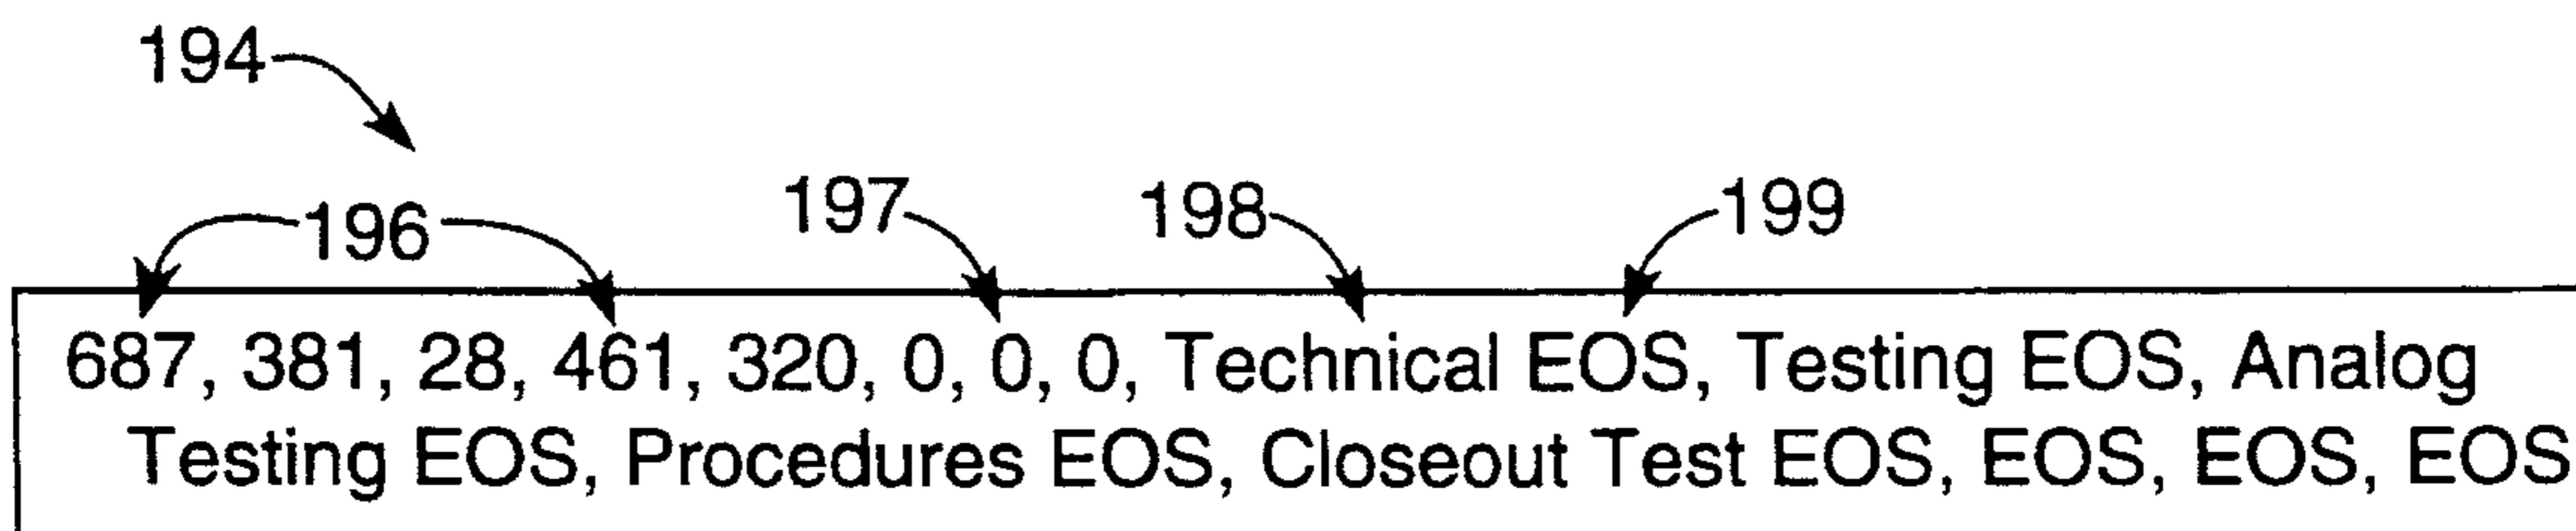 194
196 197 198 199
687, 381, 28, 461, 320, 0, 0, 0, Technical EOS, Testing EOS, Analog
Testing EOS, Procedures EOS, Closeout Test EOS, EOS, EOS, EOS